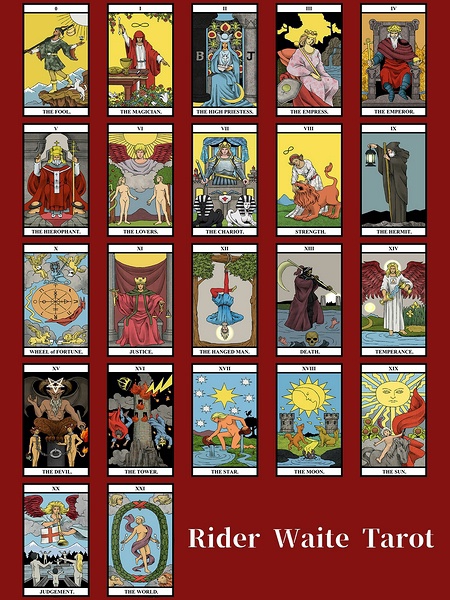 0
THE FOOL.
I
THE MAGICIAN.
II
B J
THE HIGH PRIESTESS.
III
THE EMPRESS.
IV
THE EMPEROR.
V
THE HIEROPHANT.
VI
THE LOVERS.
VII
THE CHARIOT.
VIII
STRENGTH.
IX
THE HERMIT.
X
WHEEL of FORTUNE.
XI
JUSTICE.
XII
THE HANGED MAN.
XIII
DEATH.
XIV
TEMPERANCE.
XV
THE DEVIL.
XVI
THE TOWER.
XVII
THE STAR.
XVIII
THE MOON.
XIX
THE SUN.
XX
JUDGEMENT.
XXI
THE WORLD.
Rider Waite Tarot